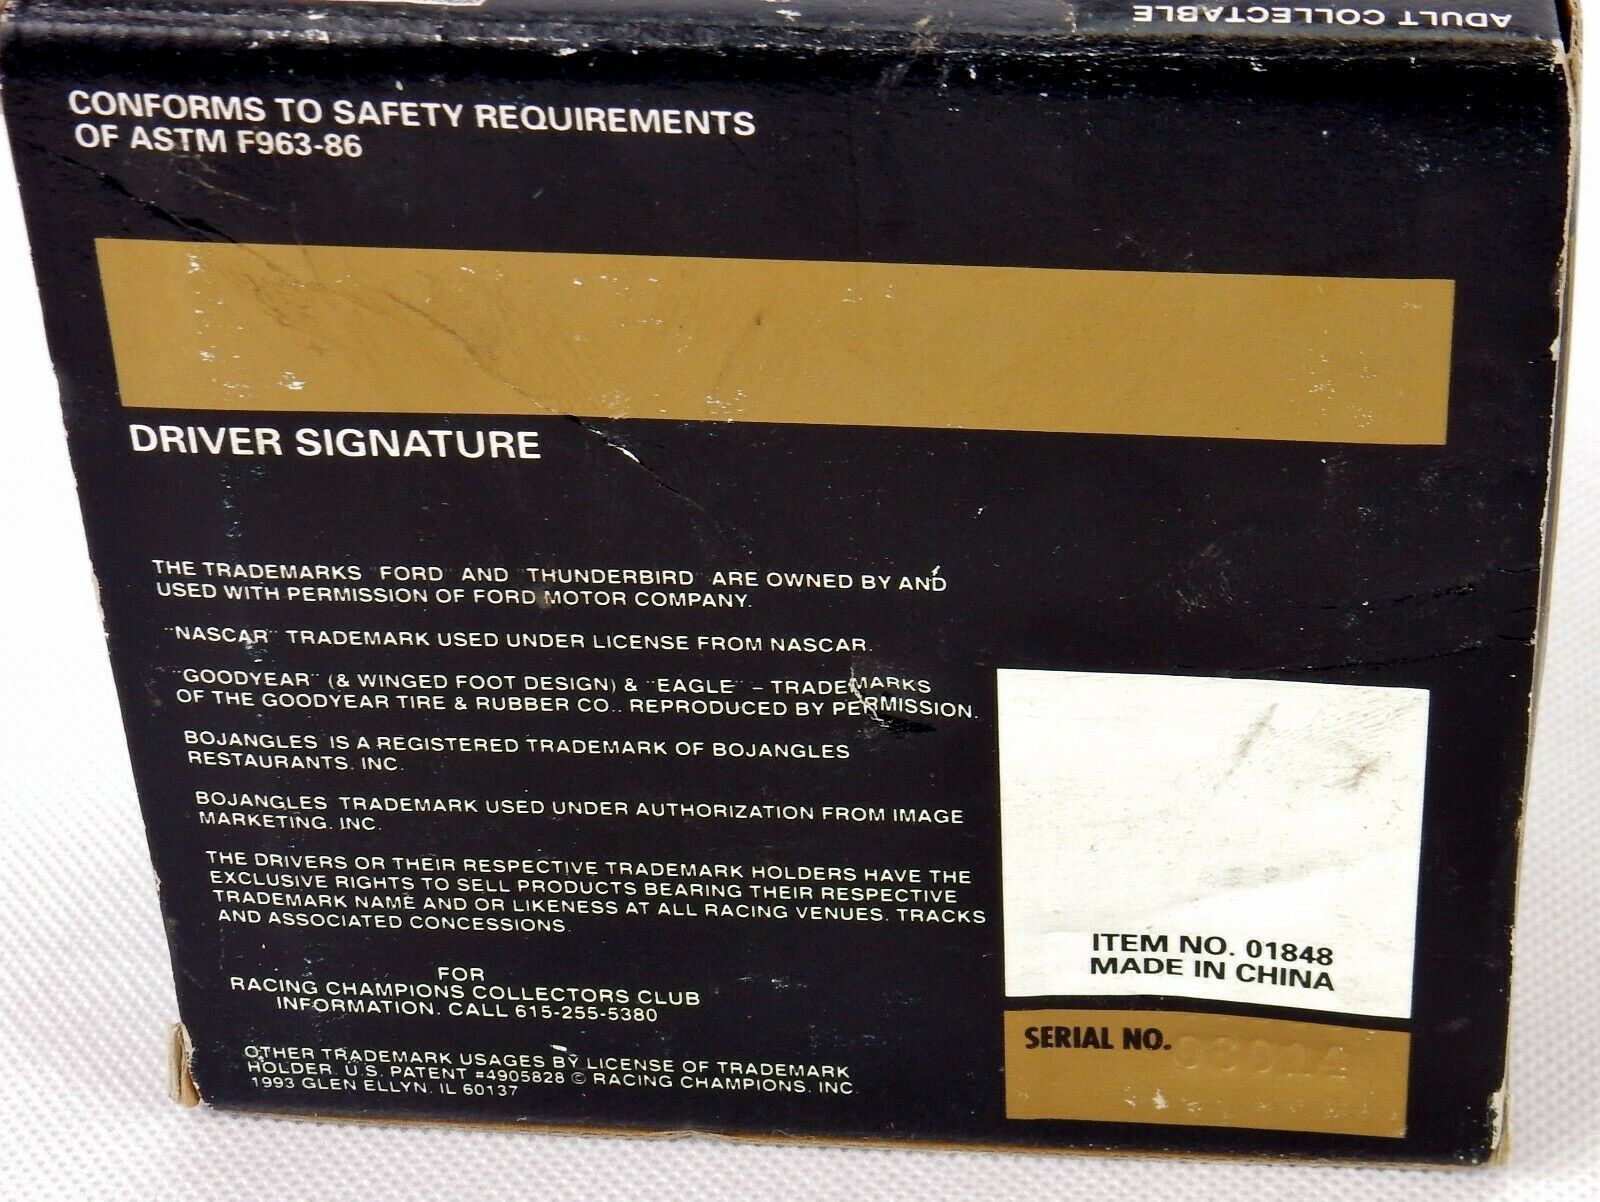 ADULT COLLECTABLE
CONFORMS TO SAFETY REQUIREMENTS
OF ASTM F963-86
DRIVER SIGNATURE
THE TRADEMARKS "FORD" AND "THUNDERBIRD" ARE OWNED BY AND
USED WITH PERMISSION OF FORD MOTOR COMPANY.
"NASCAR" TRADEMARK USED UNDER LICENSE FROM NASCAR.
"GOODYEAR" (& WINGED FOOT DESIGN) & "EAGLE" – TRADEMARKS
OF THE GOODYEAR TIRE & RUBBER CO.. REPRODUCED BY PERMISSION.
BOJANGLES' IS A REGISTERED TRADEMARK OF BOJANGLES
RESTAURANTS, INC.
BOJANGLES' TRADEMARK USED UNDER AUTHORIZATION FROM IMAGE
MARKETING, INC.
THE DRIVERS OR THEIR RESPECTIVE TRADEMARK HOLDERS HAVE THE
EXCLUSIVE RIGHTS TO SELL PRODUCTS BEARING THEIR RESPECTIVE
TRADEMARK NAME AND OR LIKENESS AT ALL RACING VENUES, TRACKS
AND ASSOCIATED CONCESSIONS.
FOR
RACING CHAMPIONS COLLECTORS CLUB
INFORMATION, CALL 615-255-5380
OTHER TRADEMARK USAGES BY LICENSE OF TRADEMARK
HOLDER. U.S. PATENT #4905828 © RACING CHAMPIONS, INC.
1993 GLEN ELLYN, IL 60137
ITEM NO. 01848
MADE IN CHINA
SERIAL NO.